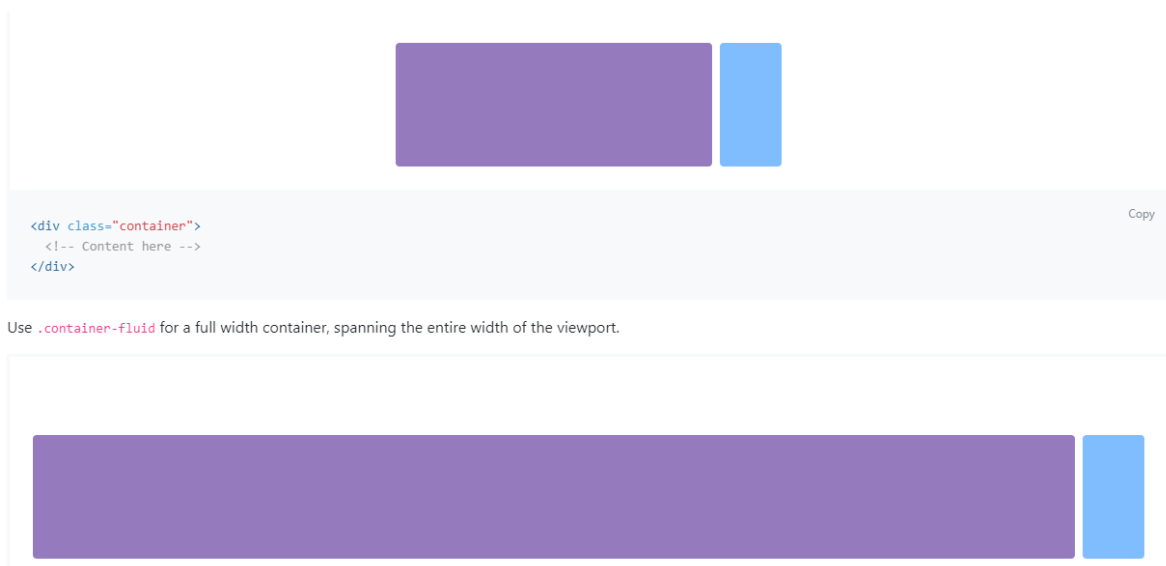 Copy
<div class="container">
  <!-- Content here -->
</div>
Use .container-fluid for a full width container, spanning the entire width of the viewport.